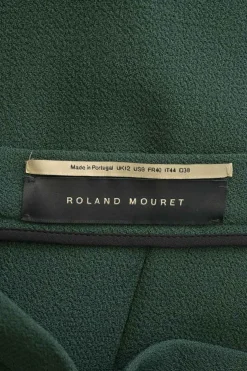 Made in Portugal UK12 US8 FR40 IT44 D38
ROLAND MOURET